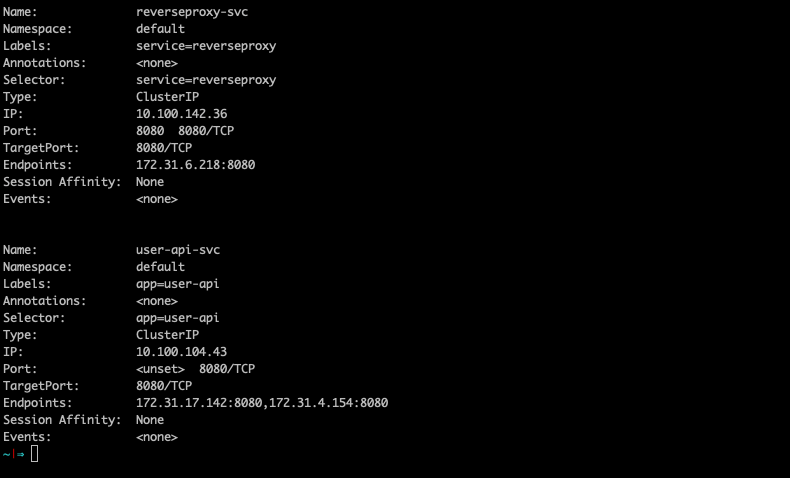 Name:              reverseproxy-svc
Namespace:         default
Labels:            service=reverseproxy
Annotations:       <none>
Selector:          service=reverseproxy
Type:              ClusterIP
IP:                10.100.142.36
Port:              8080  8080/TCP
TargetPort:        8080/TCP
Endpoints:         172.31.6.218:8080
Session Affinity:  None
Events:            <none>
Name:              user-api-svc
Namespace:         default
Labels:            app=user-api
Annotations:       <none>
Selector:          app=user-api
Type:              ClusterIP
IP:                10.100.104.43
Port:              <unset>  8080/TCP
TargetPort:        8080/TCP
Endpoints:         172.31.17.142:8080,172.31.4.154:8080
Session Affinity:  None
Events:            <none>
~|⇒